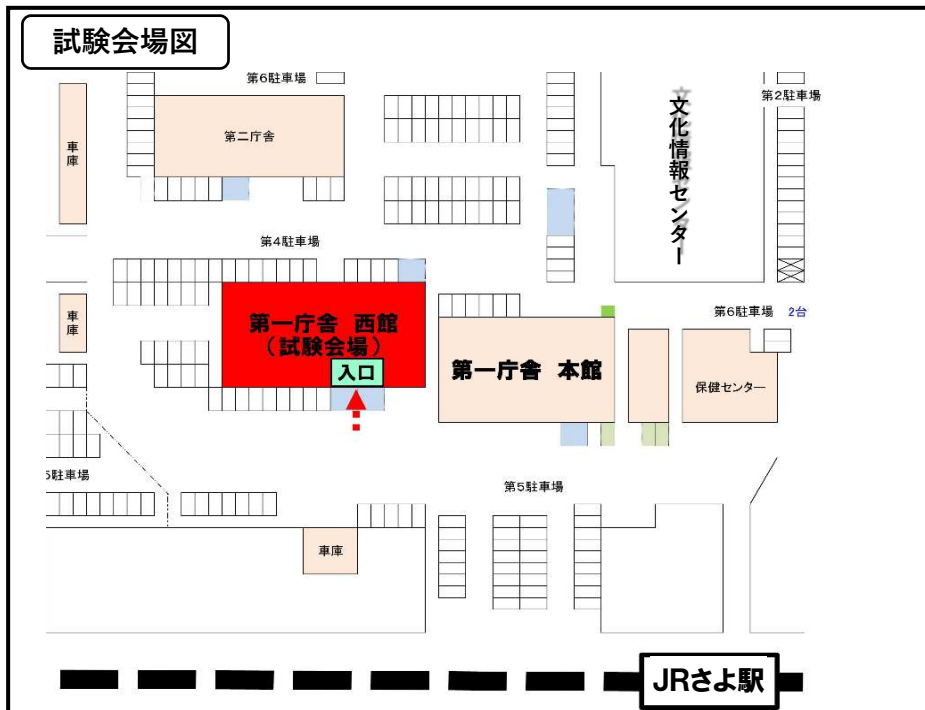 試験会場図
第6駐車場
第2駐車場
車庫
第二庁舎
文化情報センター
第4駐車場
車庫
第一庁舎 西館
(試験会場)
入口
第一庁舎 本館
第6駐車場 2台
保健センター
5駐車場
第5駐車場
車庫
JRさよ駅